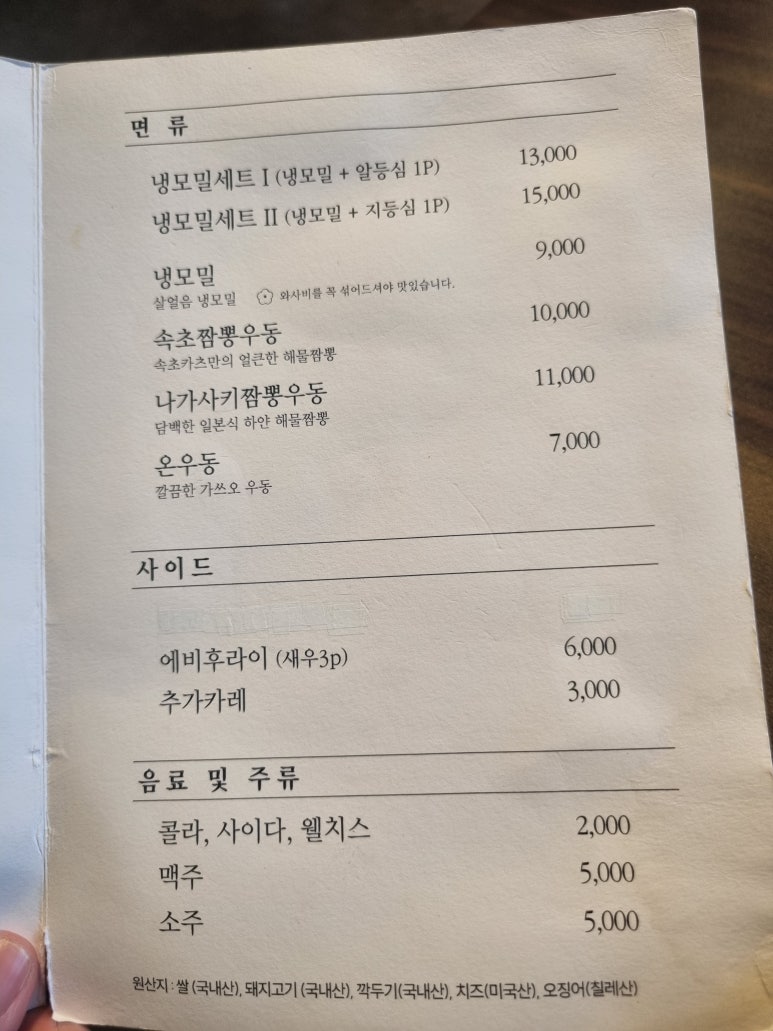 면 류
냉모밀세트 I (냉모밀 + 알등심 1P) 13,000
냉모밀세트 II (냉모밀 + 지등심 1P) 15,000
냉모밀 9,000
살얼음 냉모밀 와사비를 꼭 섞어드셔야 맛있습니다.
속초짬뽕우동 10,000
속초카츠만의 얼큰한 해물짬뽕
나가사키짬뽕우동 11,000
담백한 일본식 하얀 해물짬뽕
온우동 7,000
깔끔한 가쓰오 우동
사이드
에비후라이 (새우3p) 6,000
추가카레 3,000
음료 및 주류
콜라, 사이다, 웰치스 2,000
맥주 5,000
소주 5,000
원산지 : 쌀 (국내산), 돼지고기 (국내산), 깍두기(국내산), 치즈(미국산), 오징어(칠레산)